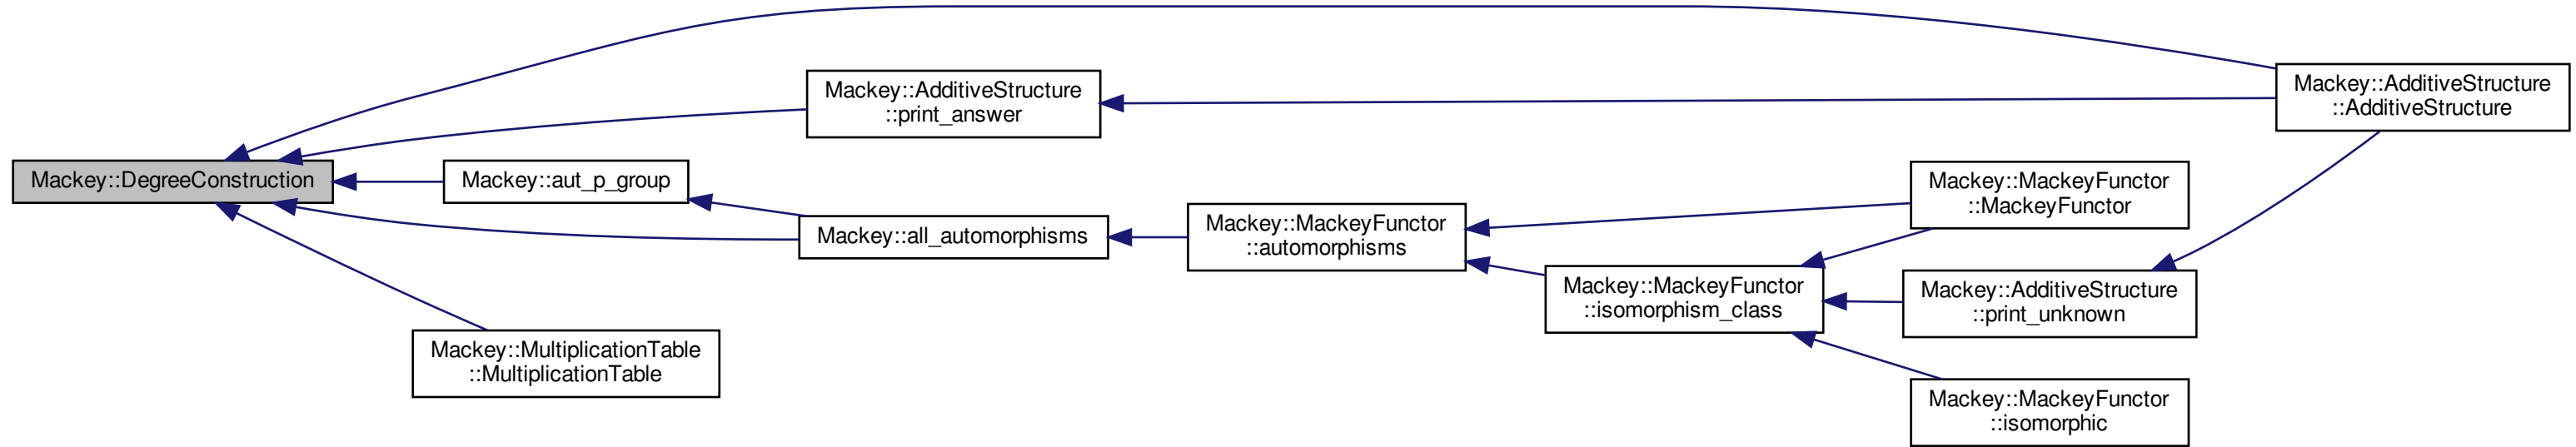 Mackey::DegreeConstruction
Mackey::AdditiveStructure
::print_answer
Mackey::aut_p_group
Mackey::all_automorphisms
Mackey::MultiplicationTable
::MultiplicationTable
Mackey::MackeyFunctor
::automorphisms
Mackey::MackeyFunctor
::isomorphism_class
Mackey::MackeyFunctor
::MackeyFunctor
Mackey::AdditiveStructure
::print_unknown
Mackey::MackeyFunctor
::isomorphic
Mackey::AdditiveStructure
::AdditiveStructure